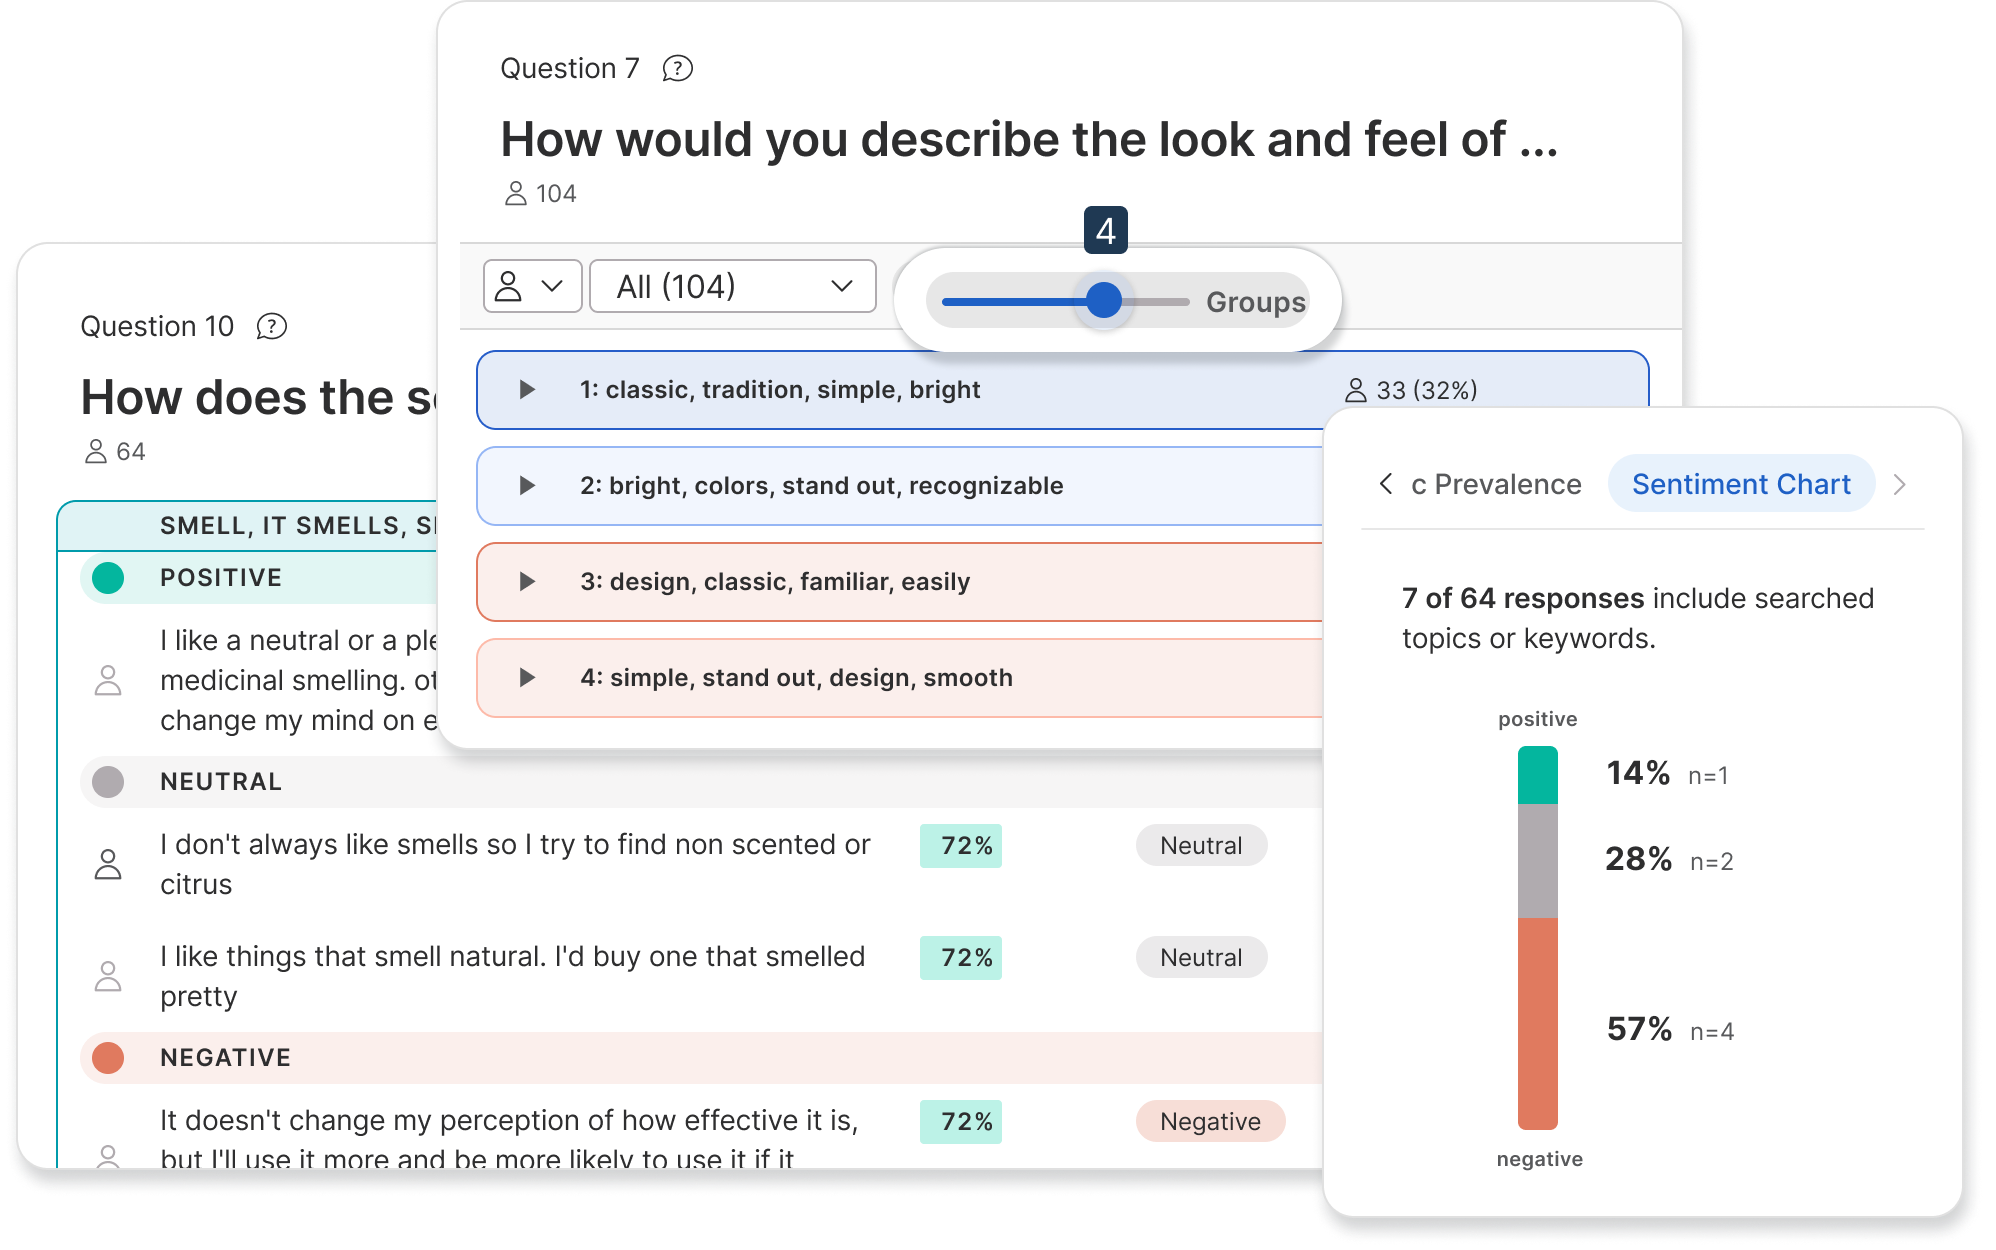 Question 7
How would you describe the look and feel of ...
104
4
All (104)
Groups
1: classic, tradition, simple, bright
33 (32%)
2: bright, colors, stand out, recognizable
3: design, classic, familiar, easily
4: simple, stand out, design, smooth
Question 10
How does the
64
SMELL, IT SMELLS,
POSITIVE
I like a neutral or a
medicinal smelling.
change my mind on
NEUTRAL
I don't always like smells so I try to find non scented or
citrus
72%
Neutral
I like things that smell natural. I'd buy one that smelled
pretty
72%
Neutral
NEGATIVE
It doesn't change my perception of how effective it is,
but I'll use it more and be more likely to use it if it
72%
Negative
c Prevalence
Sentiment Chart
7 of 64 responses include searched
topics or keywords.
positive
14% n=1
28% n=2
57% n=4
negative